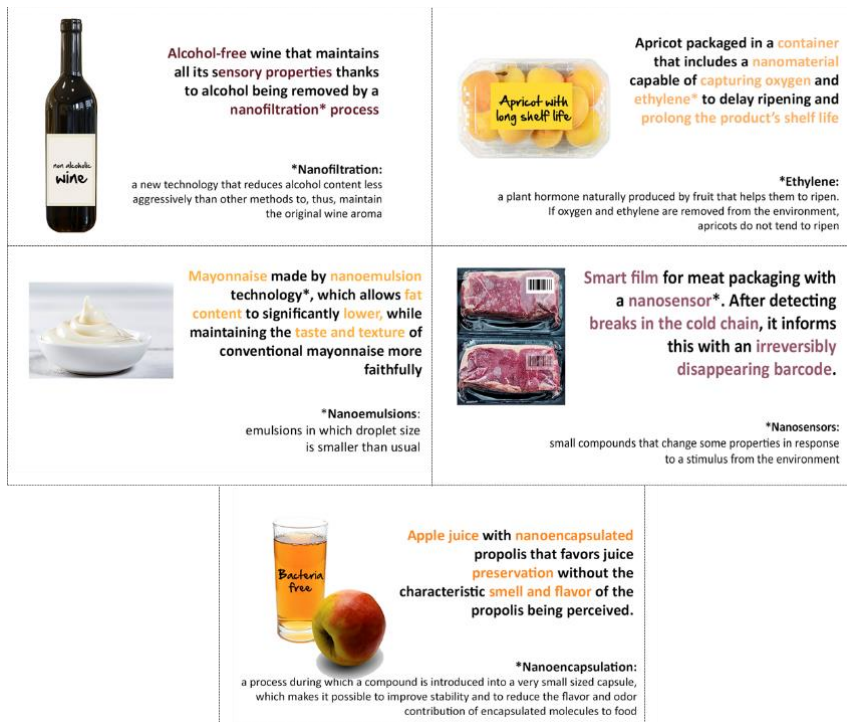 non alcoholic
wine
Alcohol-free wine that maintains
all its sensory properties thanks
to alcohol being removed by a
nanofiltration* process
*Nanofiltration:
a new technology that reduces alcohol content less
aggressively than other methods to, thus, maintain
the original wine aroma
Apricot with
long shelf life
Apricot packaged in a container
that includes a nanomaterial
capable of capturing oxygen and
ethylene* to delay ripening and
prolong the product's shelf life
*Ethylene:
a plant hormone naturally produced by fruit that helps them to ripen.
If oxygen and ethylene are removed from the environment,
apricots do not tend to ripen
Mayonnaise made by nanoemulsion
technology*, which allows fat
content to significantly lower, while
maintaining the taste and texture of
conventional mayonnaise more
faithfully
*Nanoemulsions:
emulsions in which droplet size
is smaller than usual
Smart film for meat packaging with
a nanosensor*. After detecting
breaks in the cold chain, it informs
this with an irreversibly
disappearing barcode.
*Nanosensors:
small compounds that change some properties in response
to a stimulus from the environment
Bacteria
free
Apple juice with nanoencapsulated
propolis that favors juice
preservation without the
characteristic smell and flavor of the
propolis being perceived.
*Nanoencapsulation:
a process during which a compound is introduced into a very small sized capsule,
which makes it possible to improve stability and to reduce the flavor and odor
contribution of encapsulated molecules to food